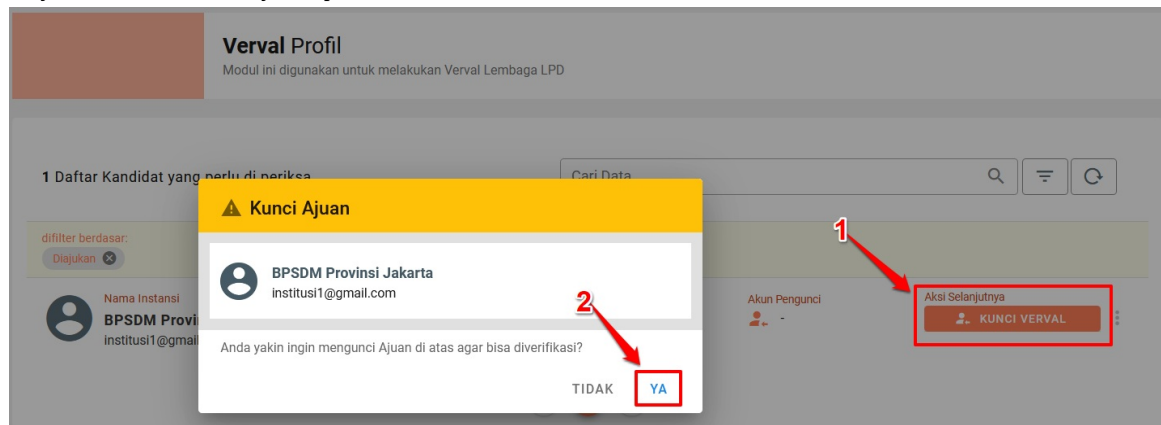 Verval Profil
Modul ini digunakan untuk melakukan Verval Lembaga LPD
1 Daftar Kandidat yang perlu di periksa
Cari Data
Kunci Ajuan
difilter berdasar:
Diajukan
1
BPSDM Provinsi Jakarta
institusi1@gmail.com
2
Nama Instansi
BPSDM Provi
institusi1@gmail
Akun Pengunci
-
Aksi Selanjutnya
KUNCI VERVAL
Anda yakin ingin mengunci Ajuan di atas agar bisa diverifikasi?
TIDAK YA